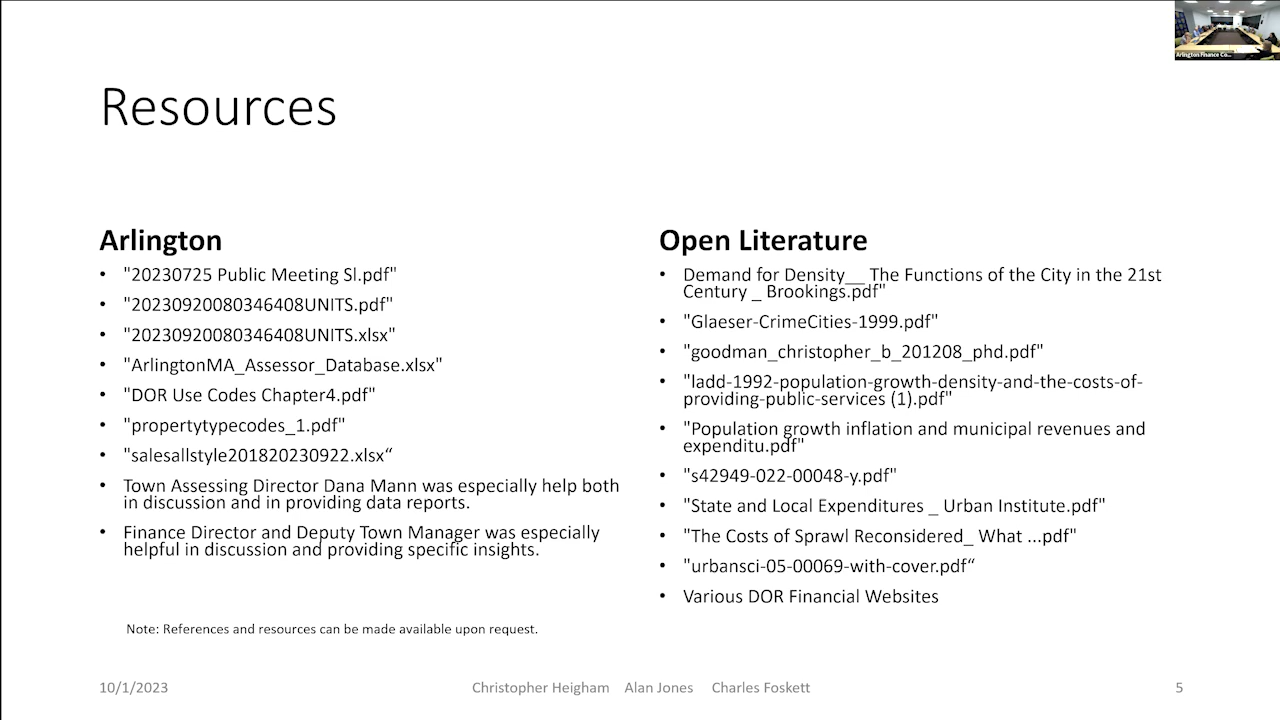 Arlington Finance Co...
Resources
Arlington
• "20230725 Public Meeting Sl.pdf"
• "20230920080346408UNITS.pdf"
• "20230920080346408UNITS.xlsx"
• "ArlingtonMA_Assessor_Database.xlsx"
• "DOR Use Codes Chapter4.pdf"
• "propertytypecodes_1.pdf"
• "salesallstyle201820230922.xlsx“
• Town Assessing Director Dana Mann was especially help both
in discussion and in providing data reports.
• Finance Director and Deputy Town Manager was especially
helpful in discussion and providing specific insights.
Note: References and resources can be made available upon request.
Open Literature
• Demand for Density__ The Functions of the City in the 21st
Century _ Brookings.pdf"
• "Glaeser-CrimeCities-1999.pdf"
• "goodman_christopher_b_201208_phd.pdf"
• "ladd-1992-population-growth-density-and-the-costs-of-
providing-public-services (1).pdf"
• "Population growth inflation and municipal revenues and
expenditu.pdf"
• "s42949-022-00048-y.pdf"
• "State and Local Expenditures _ Urban Institute.pdf"
• "The Costs of Sprawl Reconsidered_ What ...pdf"
• "urbansci-05-00069-with-cover.pdf“
• Various DOR Financial Websites
10/1/2023
Christopher Heigham Alan Jones Charles Foskett
5